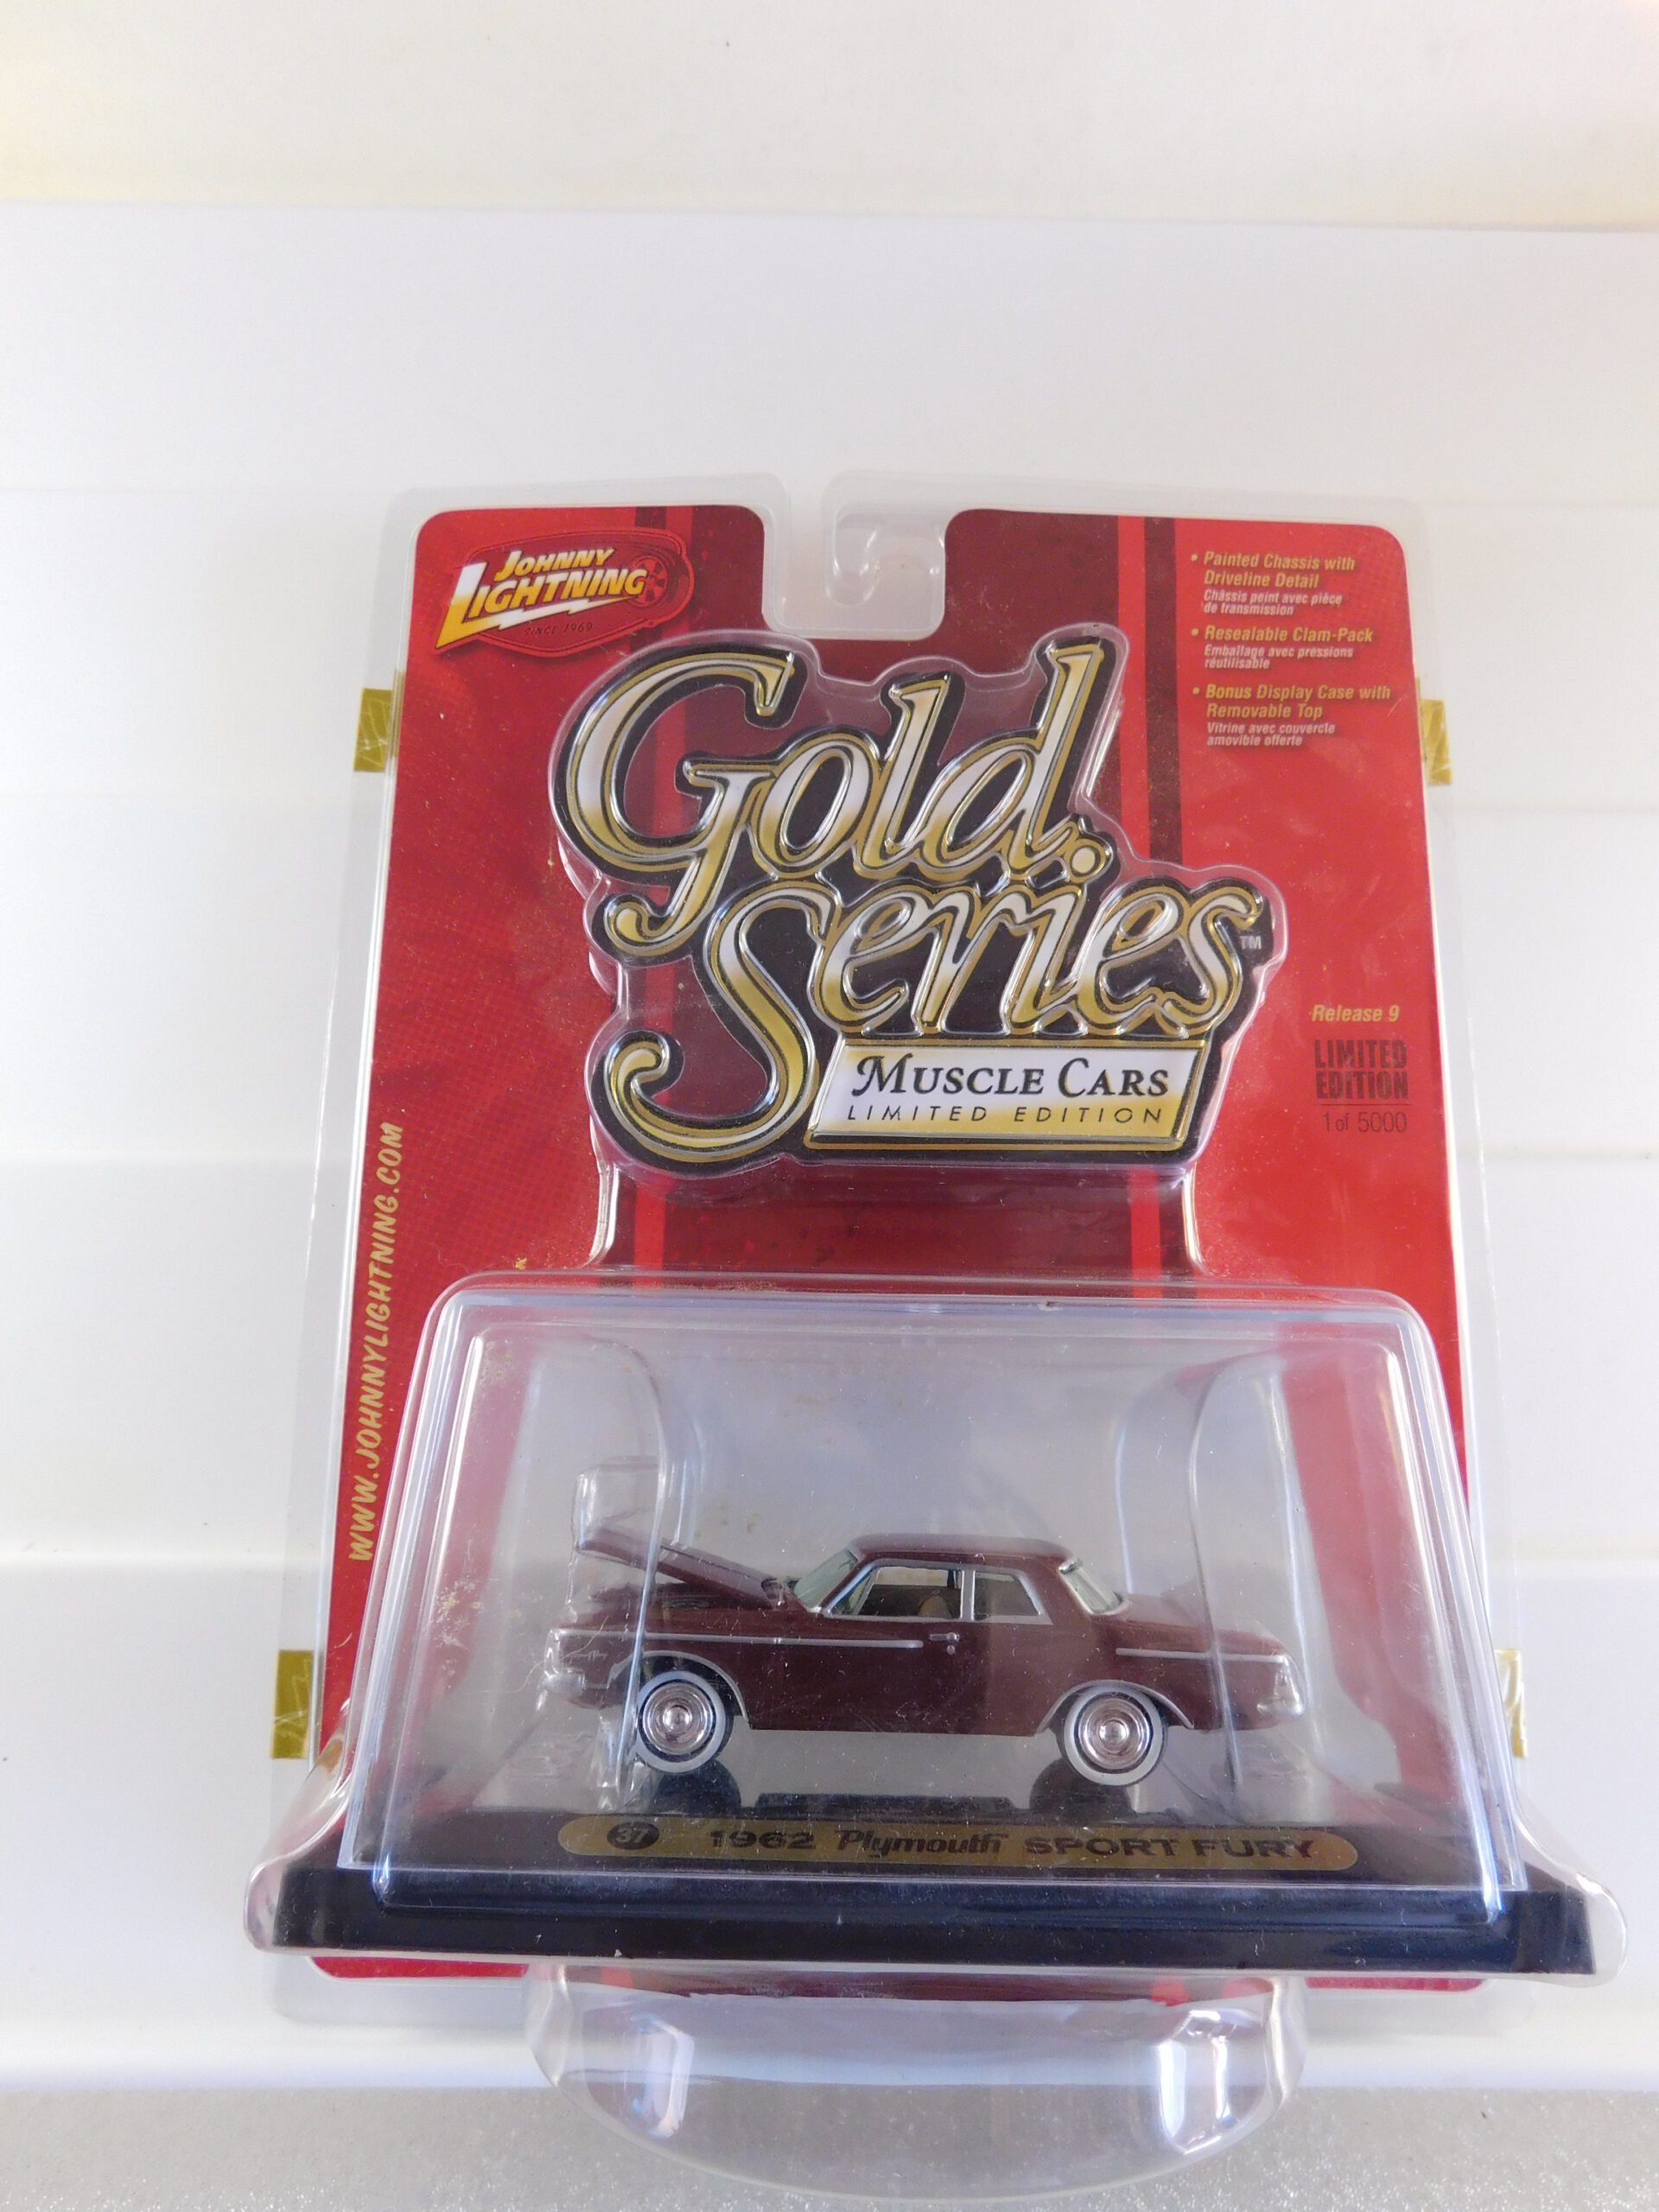 JOHNNY
LIGHTNING
SINCE 1969
• Painted Chassis with
Driveline Detail
Châssis peint avec pièce
de transmission
• Resealable Clam-Pack
Emballage avec pressions
réutilisable
• Bonus Display Case with
Removable Top
Vitrine avec couvercle
amovible offerte
Gold
Series™
MUSCLE CARS
LIMITED EDITION
Release 9
LIMITED
EDITION
1 of 5000
WWW.JOHNNYLIGHTNING.COM
37 1962 Plymouth SPORT FURY